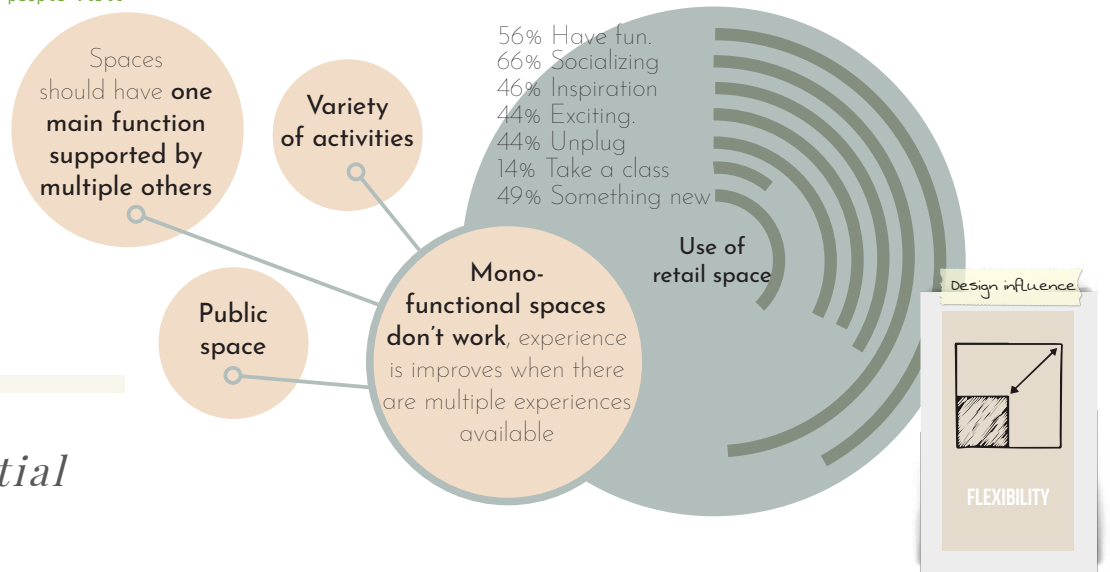 Spaces
should have one
main function
supported by
multiple others
Variety
of activities
Public
space
Mono-
functional spaces
don't work, experience
is improves when there
are multiple experiences
available
56% Have fun.
66% Socializing
46% Inspiration
44% Exciting.
44% Unplug
14% Take a class
49% Something new
Use of
retail space
Design influence
FLEXIBILITY
tial